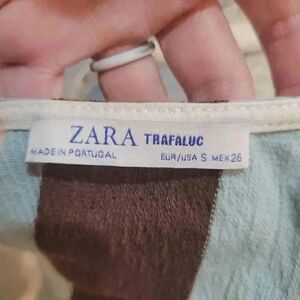 ZARA TRAFALUC
MADE IN PORTUGAL EUR/USA S MEX 26